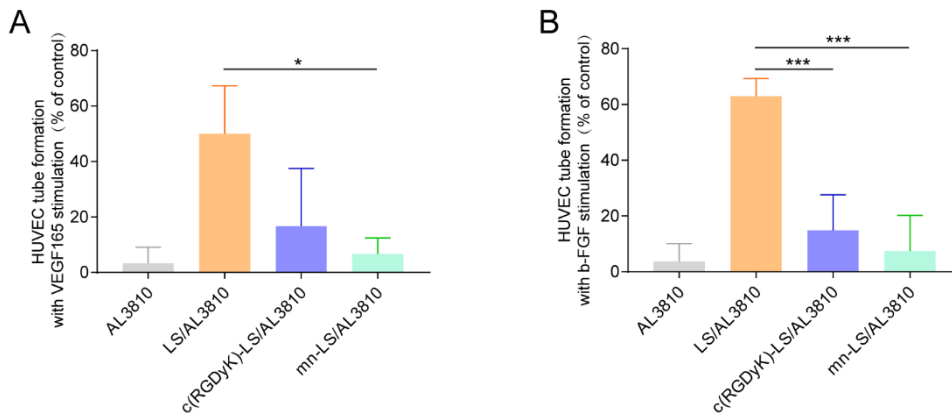 A
HUVEC tube formation
with VEGF165 stimulation (% of control)
80
60
40
20
0
*
AL3810
LS/AL3810
c(RGDyK)-LS/AL3810
mn-LS/AL3810
B
HUVEC tube formation
with b-FGF stimulation (% of control)
80
60
40
20
0
***
***
AL3810
LS/AL3810
c(RGDyK)-LS/AL3810
mn-LS/AL3810